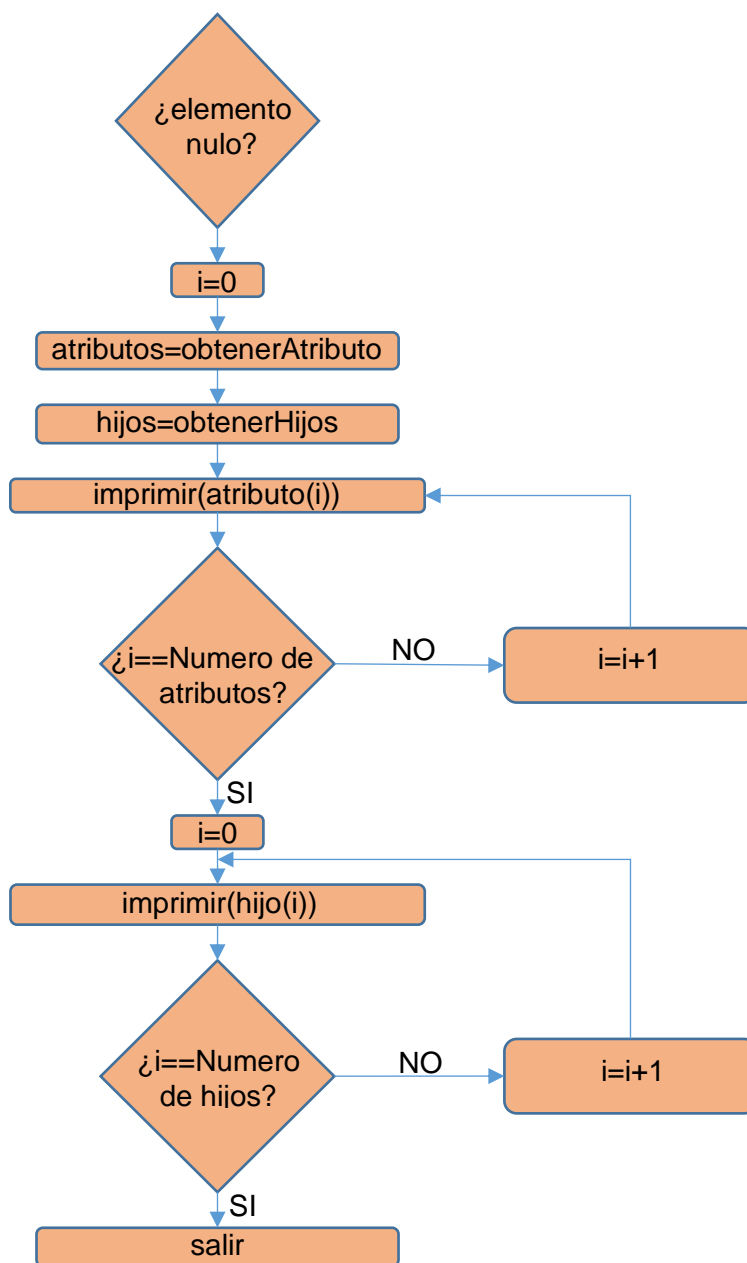 ¿elemento
nulo?
i=0
atributos=obtenerAtributo
hijos=obtenerHijos
imprimir(atributo(i))
¿i==Numero de
atributos?
NO
i=i+1
SI
i=0
imprimir(hijo(i))
¿i==Numero
de hijos?
NO
i=i+1
SI
salir